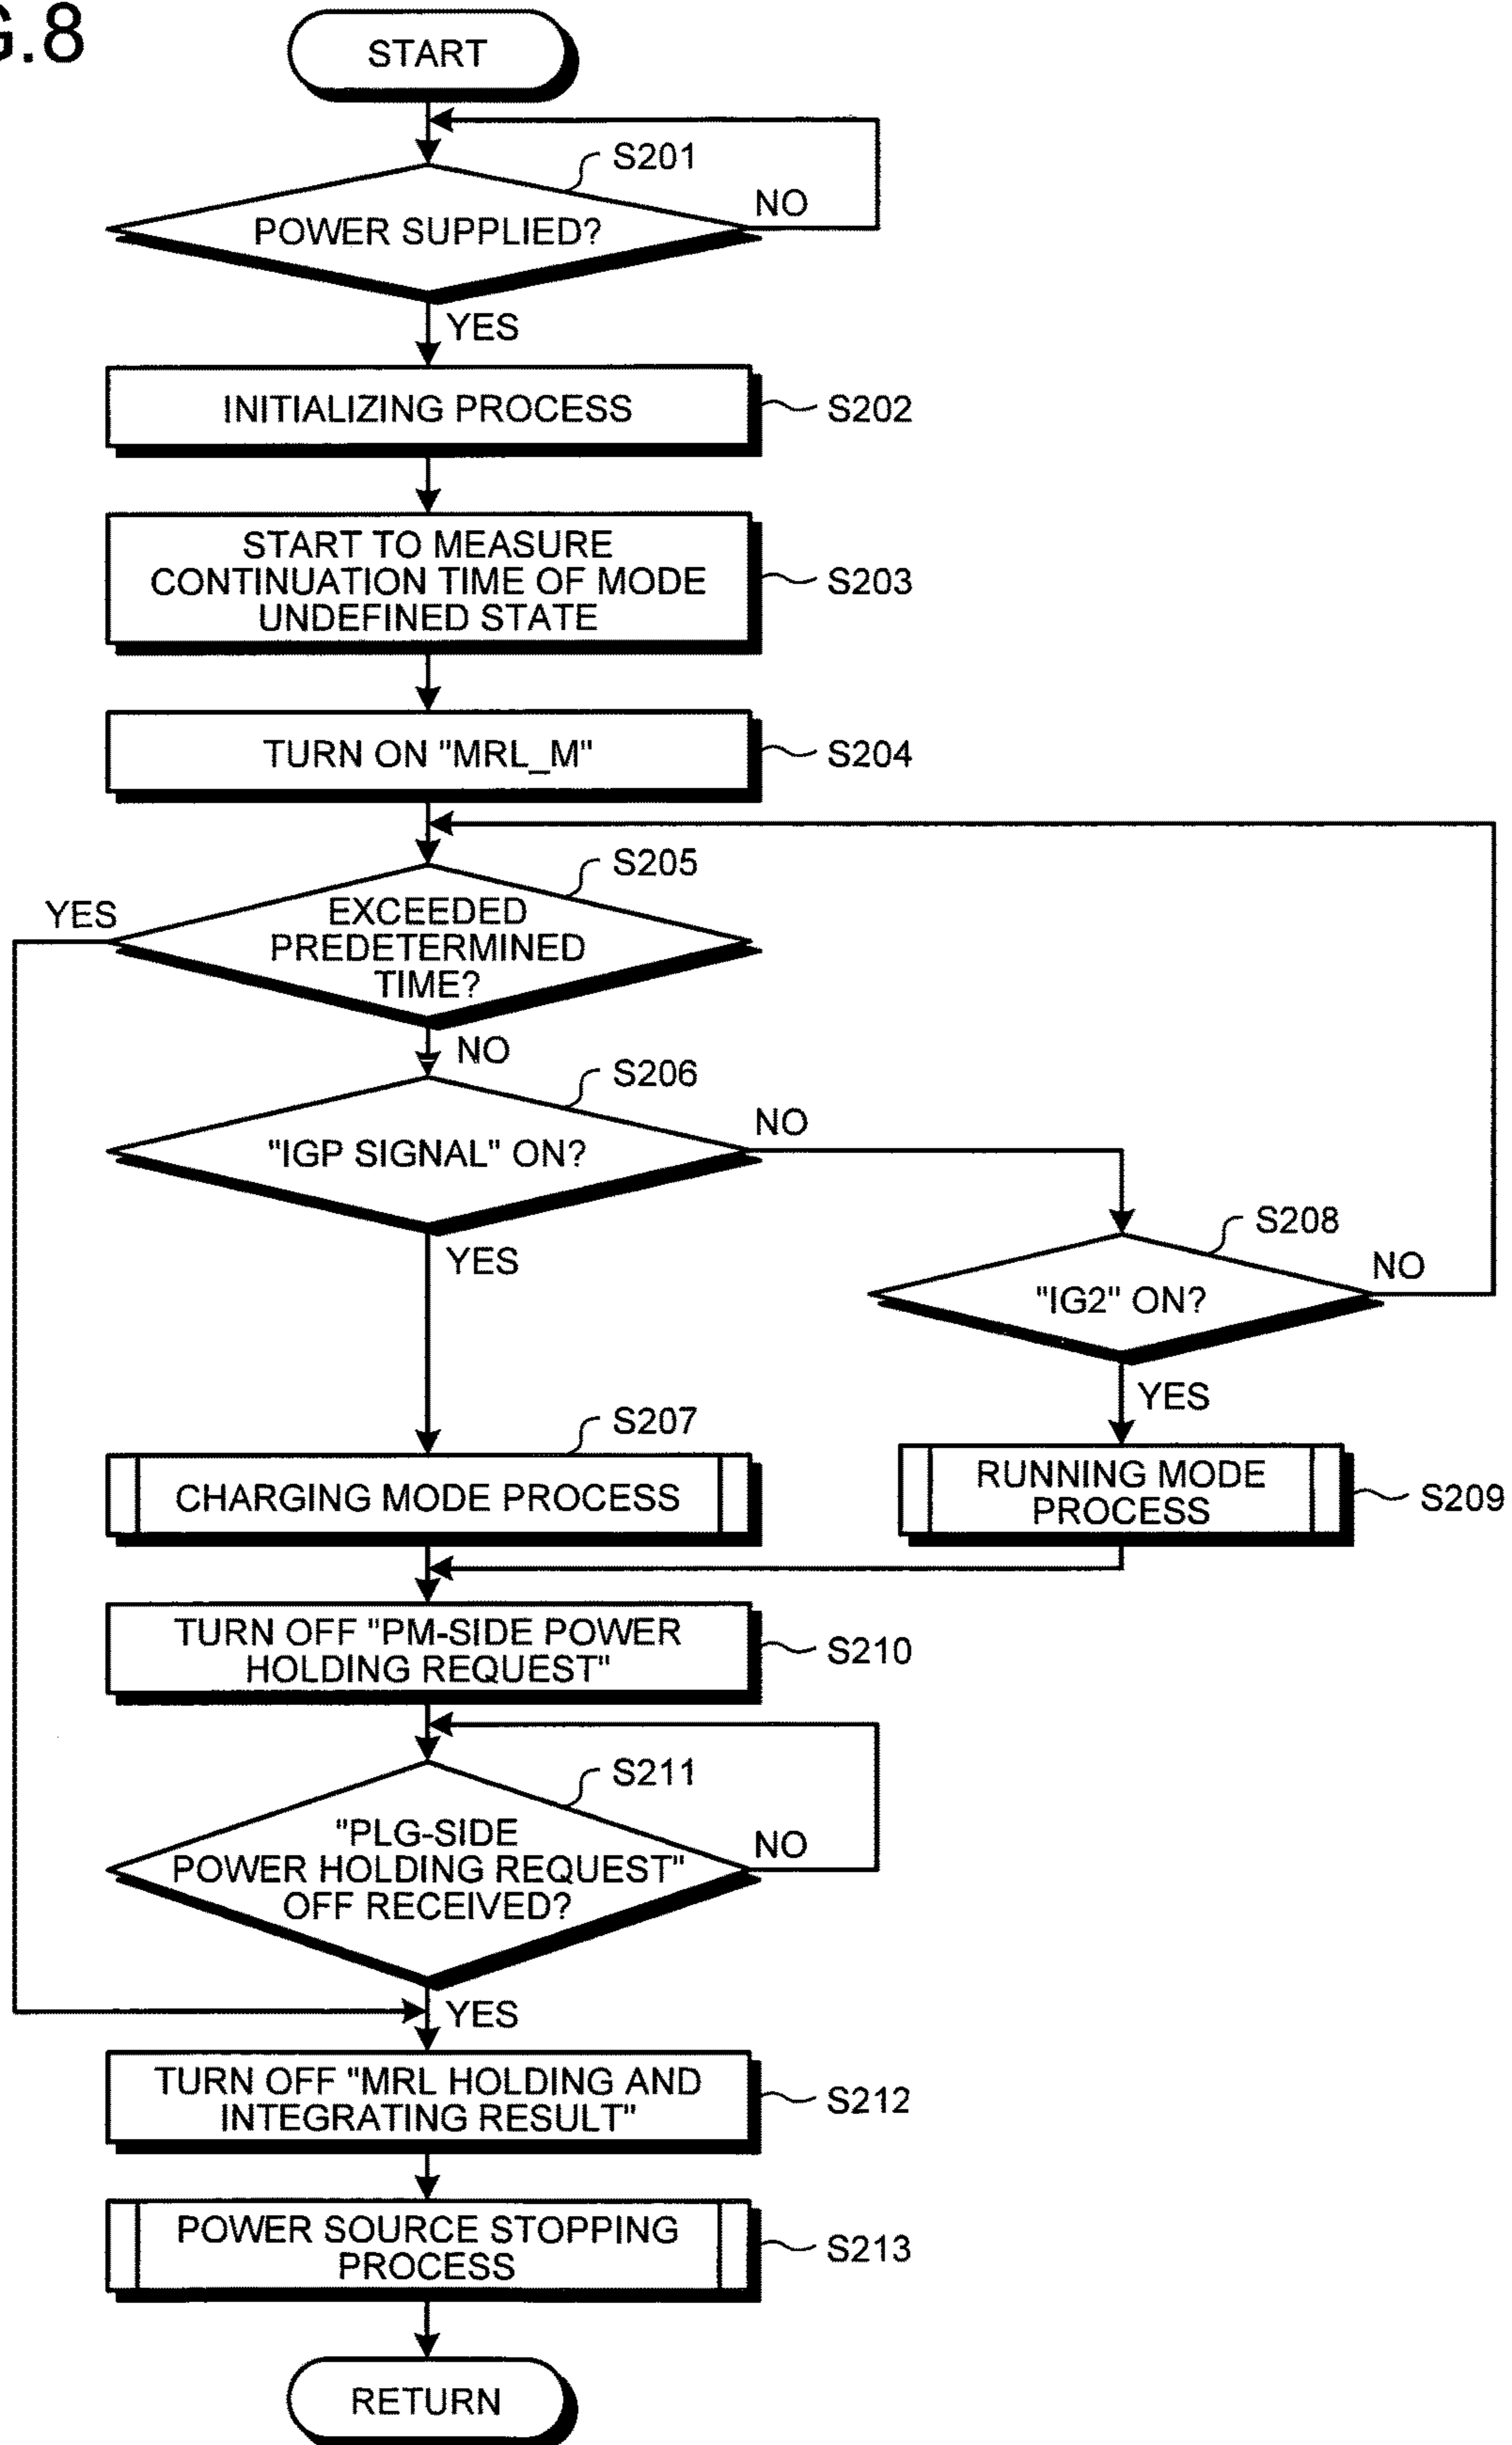 G.8
START
S201
POWER SUPPLIED?
NO
YES
INITIALIZING PROCESS
S202
START TO MEASURE
CONTINUATION TIME OF MODE
UNDEFINED STATE
S203
TURN ON "MRL_M"
S204
S205
YES
EXCEEDED
PREDETERMINED
TIME?
NO
S206
"IGP SIGNAL" ON?
NO
YES
S208
"IG2" ON?
NO
YES
S207
CHARGING MODE PROCESS
RUNNING MODE
PROCESS
S209
TURN OFF "PM-SIDE POWER
HOLDING REQUEST"
S210
S211
"PLG-SIDE
POWER HOLDING REQUEST"
OFF RECEIVED?
NO
YES
TURN OFF "MRL HOLDING AND
INTEGRATING RESULT"
S212
POWER SOURCE STOPPING
PROCESS
S213
RETURN